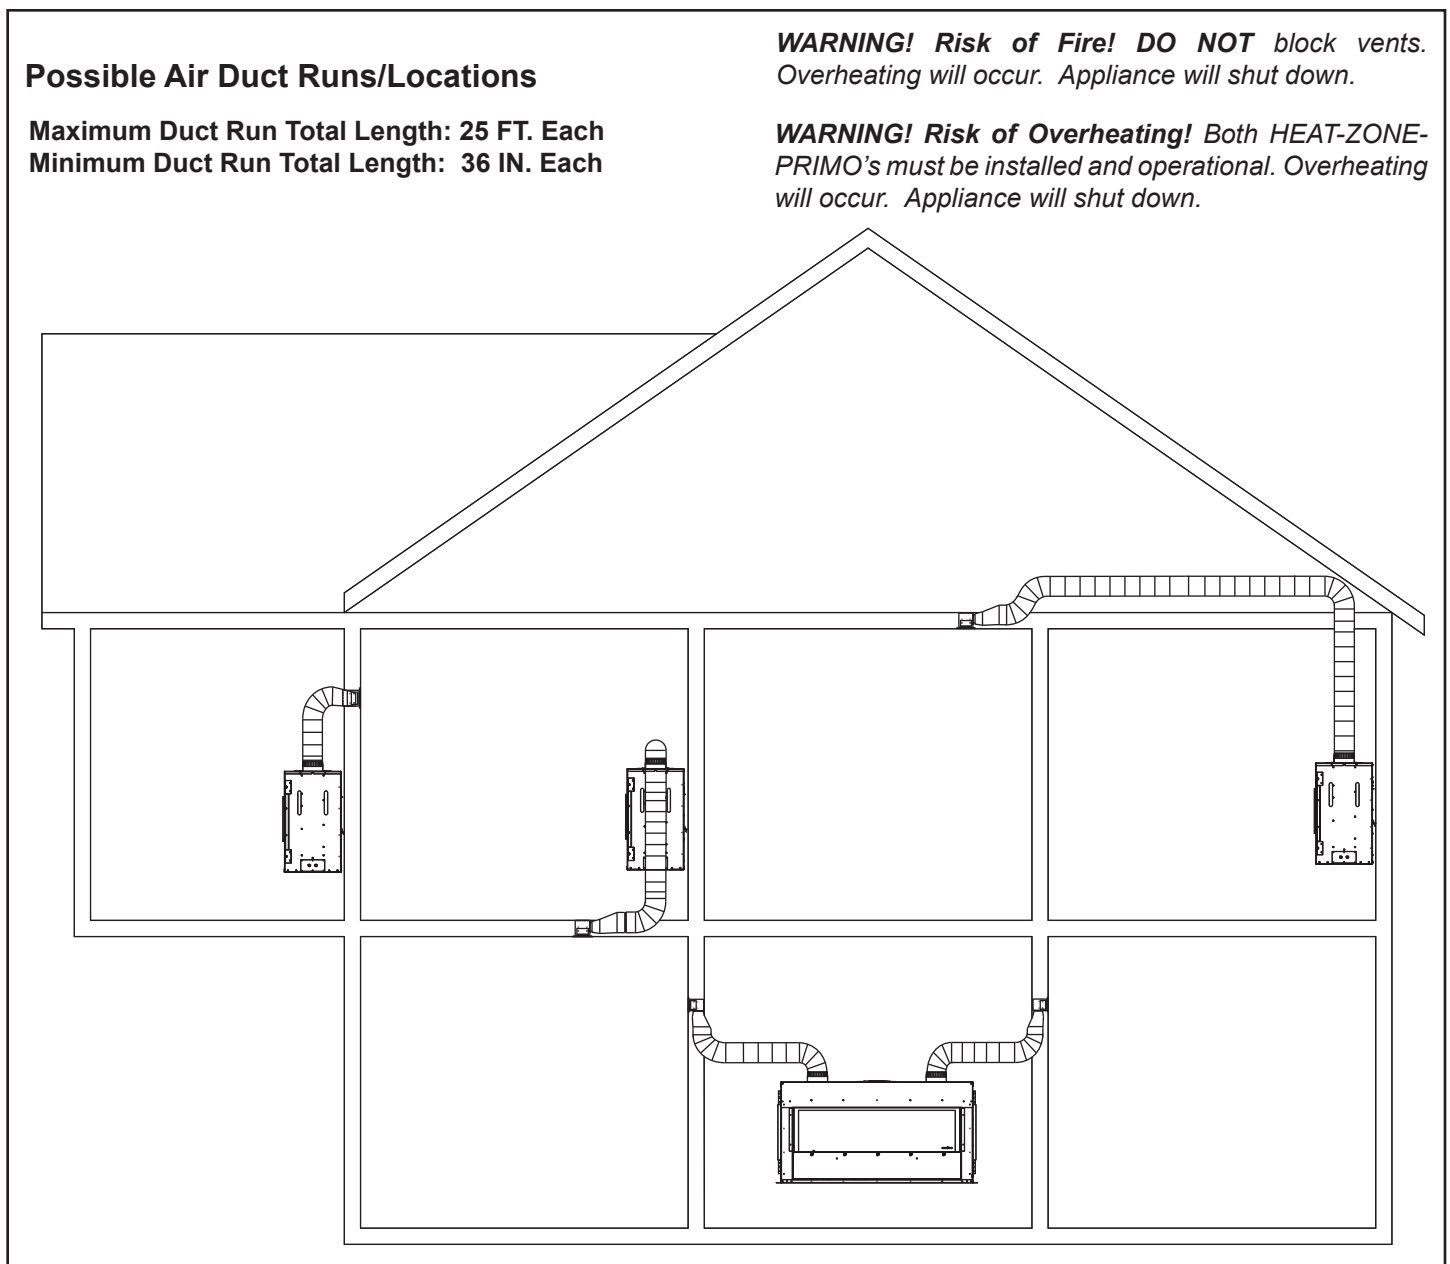 Possible Air Duct Runs/Locations
Maximum Duct Run Total Length: 25 FT. Each
Minimum Duct Run Total Length:  36 IN. Each
WARNING! Risk of Fire! DO NOT block vents.
Overheating will occur.  Appliance will shut down.
WARNING! Risk of Overheating! Both HEAT-ZONE-
PRIMO’s must be installed and operational. Overheating
will occur.  Appliance will shut down.